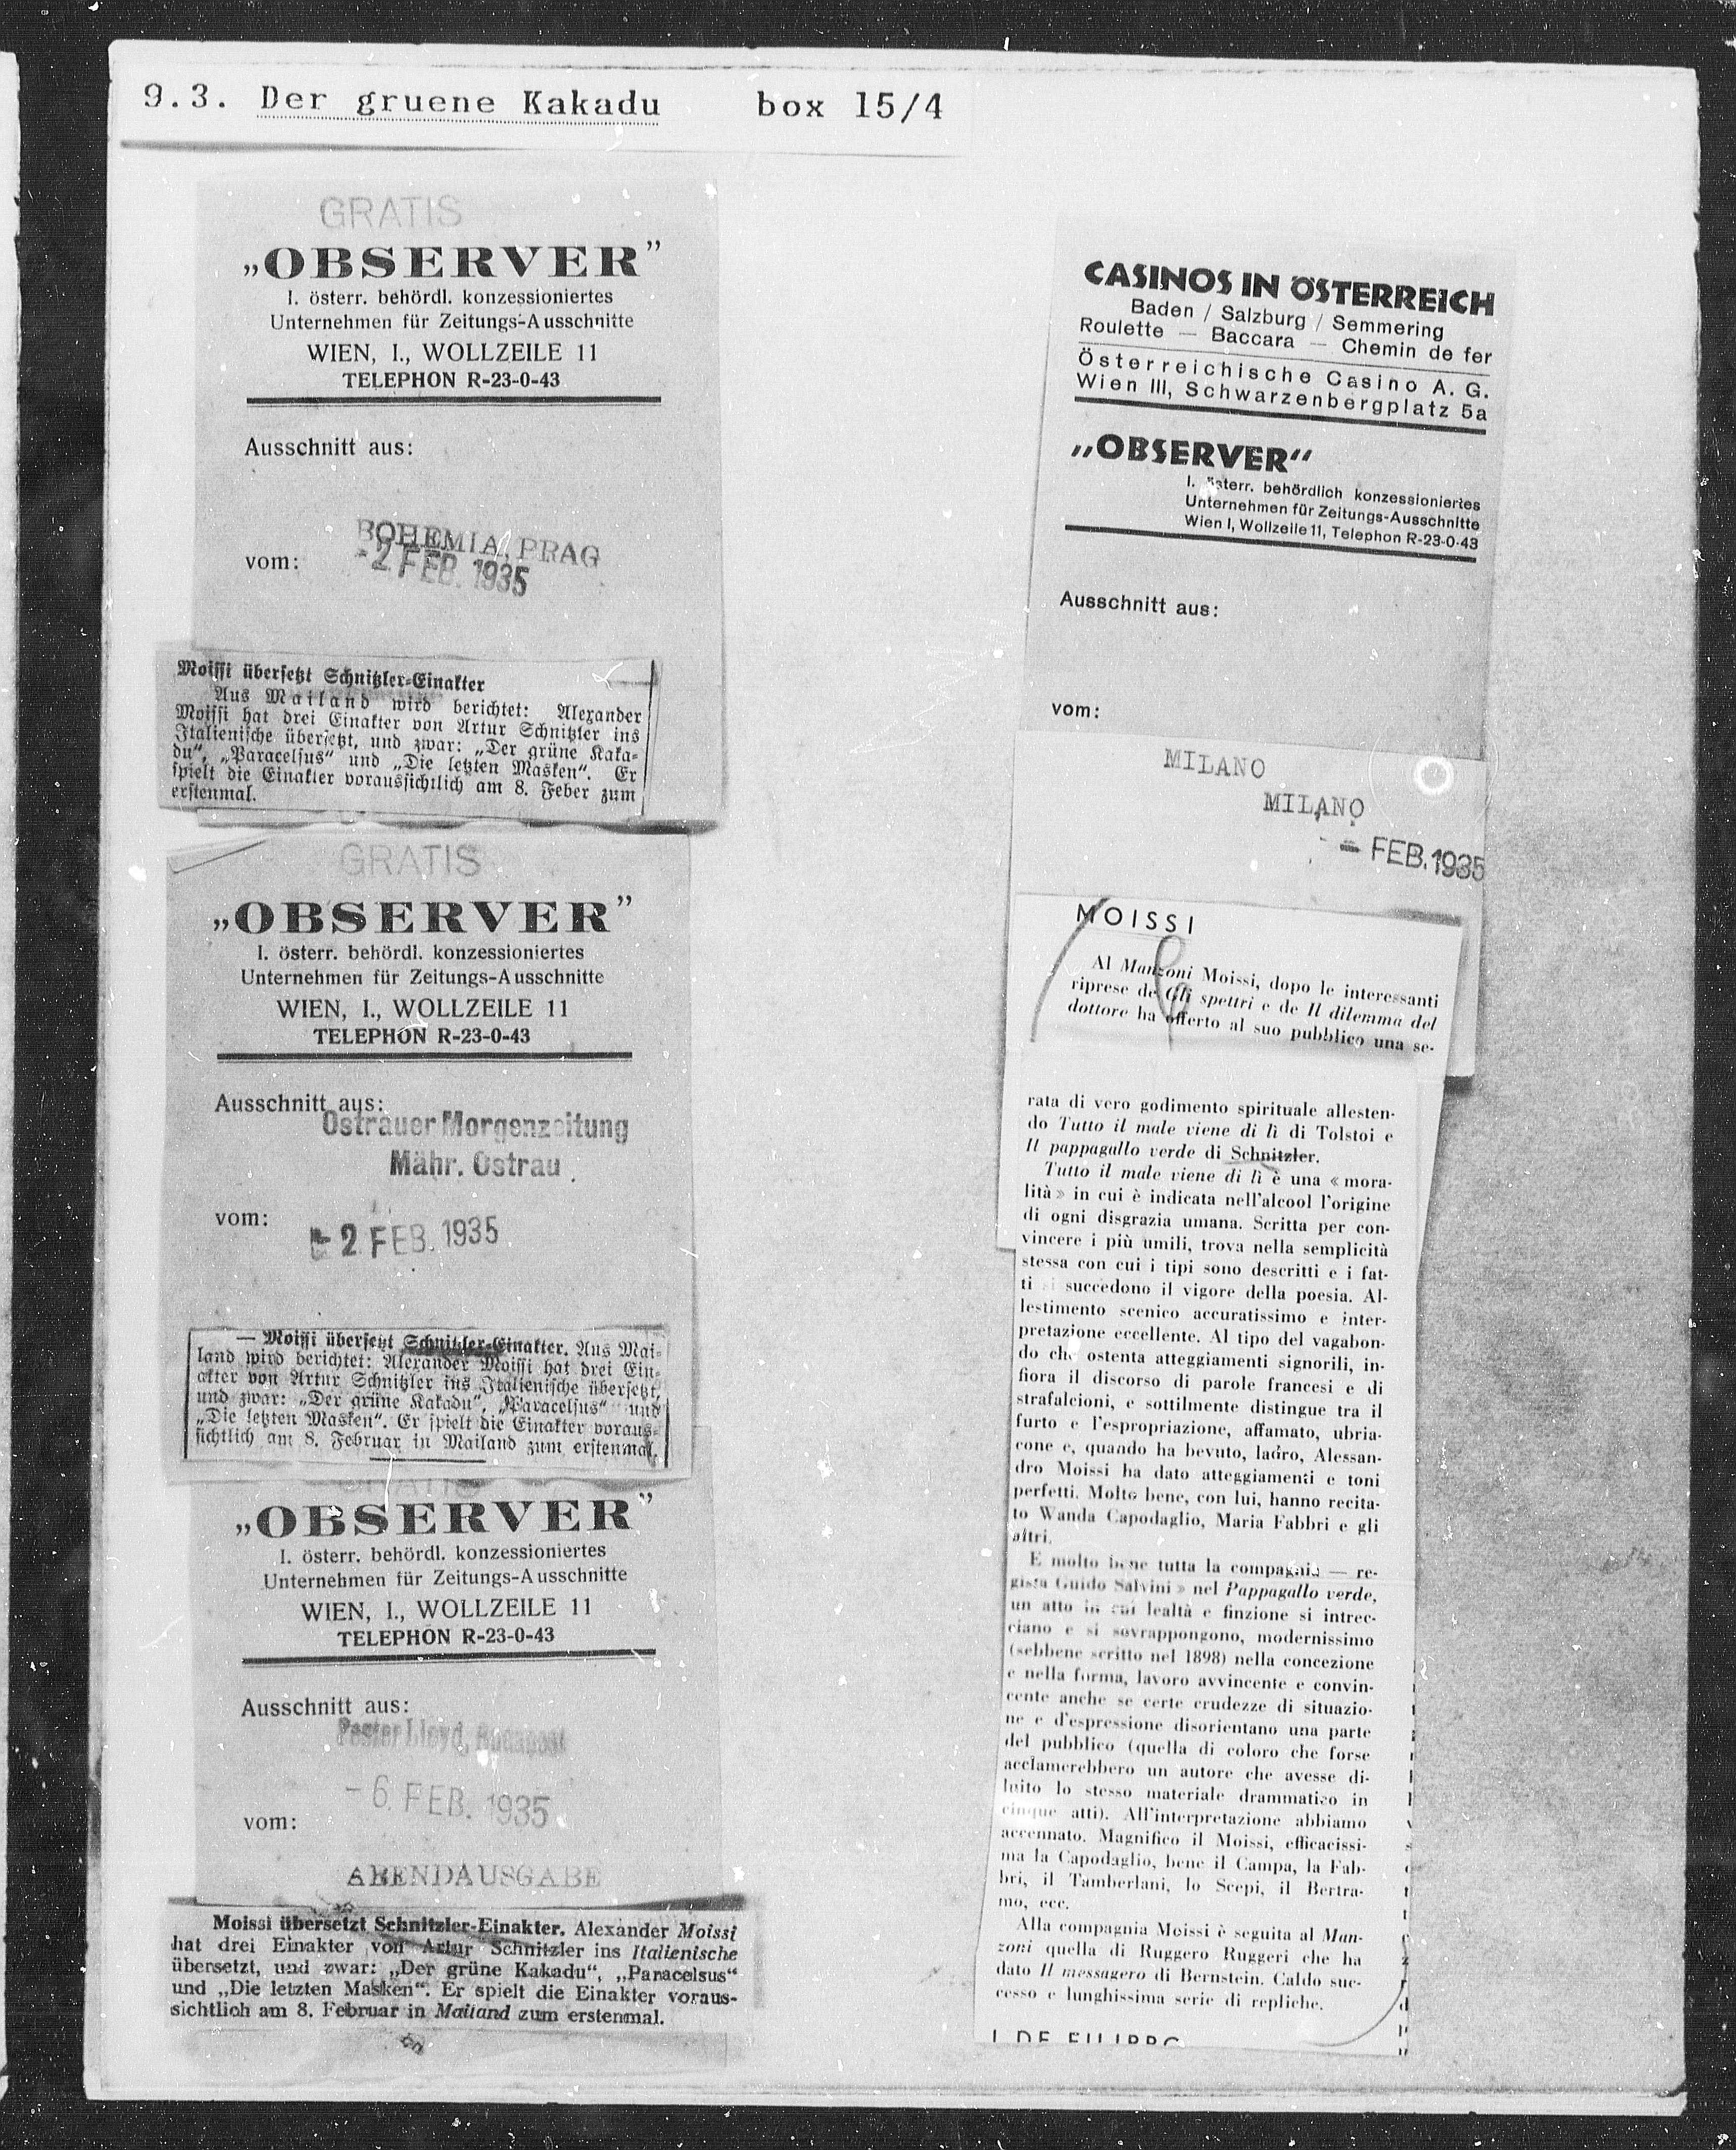 9.3. Der gruene Kakadu box 15/4
GRATIS
„OBSERVER”
I. österr. behördl. konzessioniertes
Unternehmen für Zeitungs-Ausschnitte
WIEN, I., WOLLZEILE 11
TELEPHON R-23-0-43
Ausschnitt aus:
BOHEMIA, PRAG
vom: - 2 FEB. 1935
Moissi übersetzt Schnitzler-Einakter
Aus Mailand wird berichtet: Alexander
Moissi hat drei Einakter von Artur Schnitzler ins
Italienische übersetzt, und zwar: „Der grüne Kaka-
du“, „Paracelsus“ und „Die letzten Masken“. Er
spielt die Einakter voraussichtlich am 8. Feber zum
erstenmal.
GRATIS
„OBSERVER”
I. österr. behördl. konzessioniertes
Unternehmen für Zeitungs-Ausschnitte
WIEN, I., WOLLZEILE 11
TELEPHON R-23-0-43
Ausschnitt aus:
Ostrauer Morgenzeitung
Mähr. Ostrau
vom: - 2 FEB. 1935
— Moissi übersetzt Schnitzler-Einakter. Aus Mai-
land wird berichtet: Alexander Moissi hat drei Ein-
akter von Artur Schnitzler ins Italienische übersetzt,
und zwar: „Der grüne Kakadu“, „Paracelsus“ und
„Die letzten Masken“. Er spielt die Einakter voraus-
sichtlich am 8. Februar in Mailand zum erstenmal.
GRATIS
„OBSERVER”
I. österr. behördl. konzessioniertes
Unternehmen für Zeitungs-Ausschnitte
WIEN, I., WOLLZEILE 11
TELEPHON R-23-0-43
Ausschnitt aus:
Pester Lloyd, Budapest
- 6. FEB. 1935
vom:
ABENDAUSGABE
Moissi übersetzt Schnitzler-Einakter. Alexander Moissi
hat drei Einakter von Artur Schnitzler ins Italienische
übersetzt, und zwar: „Der grüne Kakadu“, „Paracelsus“
und „Die letzten Masken“. Er spielt die Einakter voraus-
sichtlich am 8. Februar in Mailand zum erstenmal.
CASINOS IN ÖSTERREICH
Baden / Salzburg / Semmering
Roulette — Baccara — Chemin de fer
Österreichische Casino A. G.
Wien III, Schwarzenbergplatz 5a
„OBSERVER“
I. österr. behördlich konzessioniertes
Unternehmen für Zeitungs-Ausschnitte
Wien I, Wollzeile 11, Telephon R-23-0-43
Ausschnitt aus:
vom:
MILANO
MILANO
- FEB. 1935
MOISSI
Al Manzoni Moissi, dopo le interessanti
riprese de Gli spettri e de Il dilemma del
dottore ha offerto al suo pubblico una se-
rata di vero godimento spirituale allesten-
do Tutto il male viene di lì di Tolstoi e
Il pappagallo verde di Schnitzler.
Tutto il male viene di lì è una « mora-
lità » in cui è indicata nell'alcool l'origine
di ogni disgrazia umana. Scritta per con-
vincere i più umili, trova nella semplicità
stessa con cui i tipi sono descritti e i fat-
ti si succedono il vigore della poesia. Al-
lestimento scenico accuratissimo e inter-
pretazione eccellente. Al tipo del vagabon-
do che ostenta atteggiamenti signorili, in-
fiora il discorso di parole francesi e di
strafalcioni, e sottilmente distingue tra il
furto e l'espropriazione, affamato, ubria-
cone e, quando ha bevuto, ladro, Alessan-
dro Moissi ha dato atteggiamenti e toni
perfetti. Molto bene, con lui, hanno recita-
to Wanda Capodaglio, Maria Fabbri e gli
altri.
E molto bene tutta la compagnia — re-
gista Guido Salvini » nel Pappagallo verde,
un atto in cui lealtà e finzione si intrec-
ciano e si sovrappongono, modernissimo
(sebbene scritto nel 1898) nella concezione
e nella forma, lavoro avvincente e convin-
cente anche se certe crudezze di situazio-
ne e d'espressione disorientano una parte
del pubblico (quella di coloro che forse
acclamerebbero un autore che avesse di-
luito lo stesso materiale drammatico in
cinque atti). All'interpretazione abbiamo
accennato. Magnifico il Moissi, efficacissi-
ma la Capodaglio, bene il Campa, la Fab-
bri, il Tamberlani, lo Scepi, il Bertra-
mo, ecc.
Alla compagnia Moissi è seguita al Man-
zoni quella di Ruggero Ruggeri che ha
dato Il messagero di Bernstein. Caldo suc-
cesso e lunghissima serie di repliche.